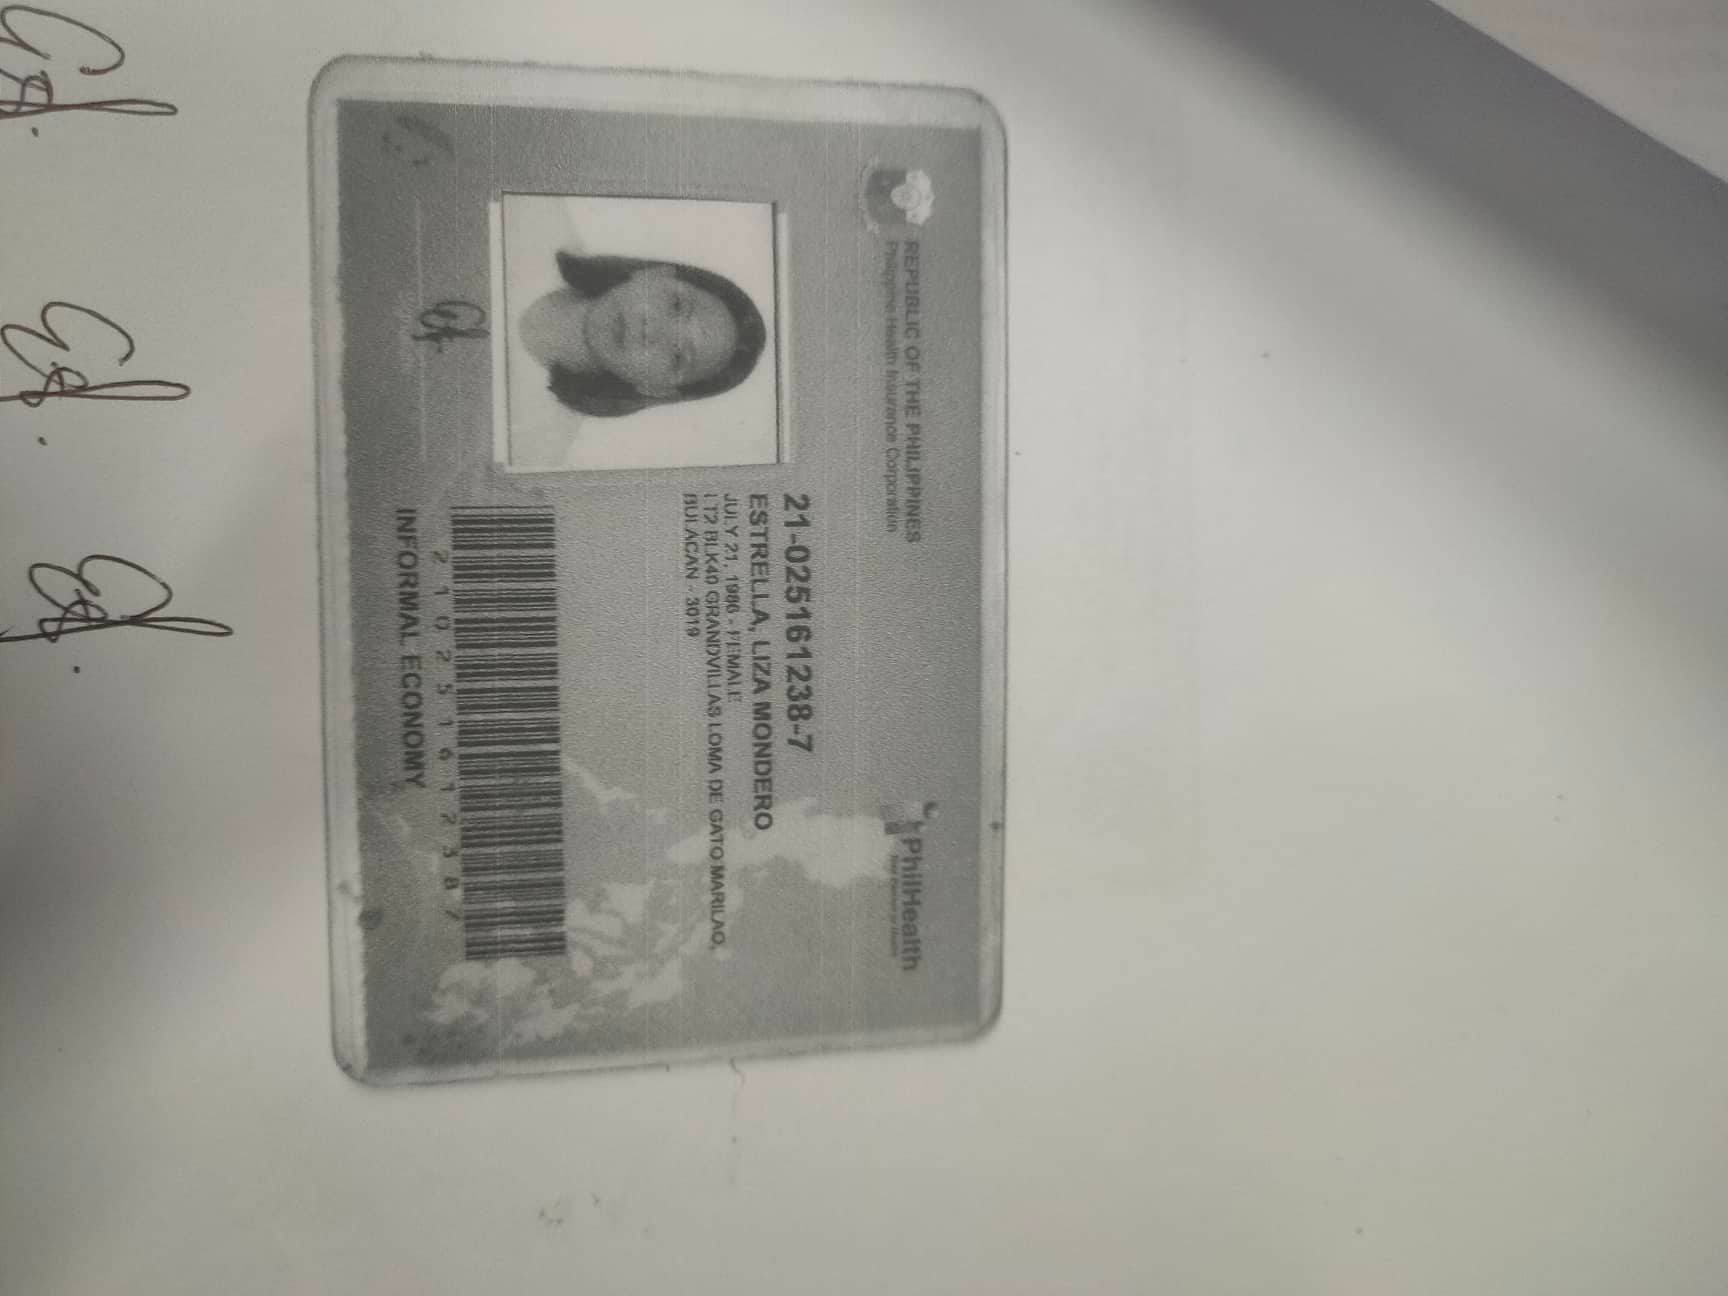 REPUBLIC OF THE PHILIPPINES
Philippine Health Insurance Corporation
PhilHealth
21-025161238-7
ESTRELLA, LIZA MONDERO
JULY 21, 1986 - FEMALE
LT2 BLK40 GRANDVILLAS LOMA DE GATO MARILAO,
BULACAN - 3019
2 1 0 2 5 1 6 1 2 3 8 7
INFORMAL ECONOMY